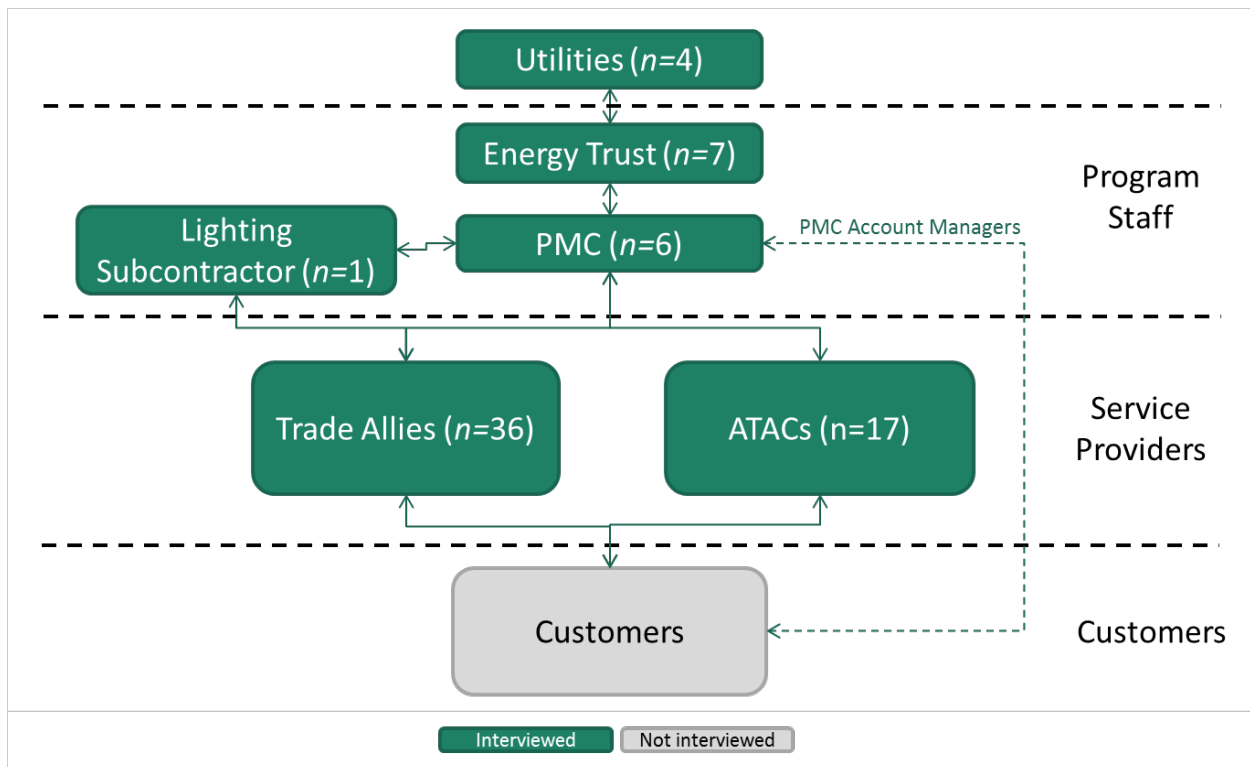 Utilities (n=4)
Energy Trust (n=7)
Program
Staff
Lighting
Subcontractor (n=1)
PMC (n=6)
PMC Account Managers
Trade Allies (n=36)
ATACs (n=17)
Service
Providers
Customers
Customers
Interviewed
Not interviewed